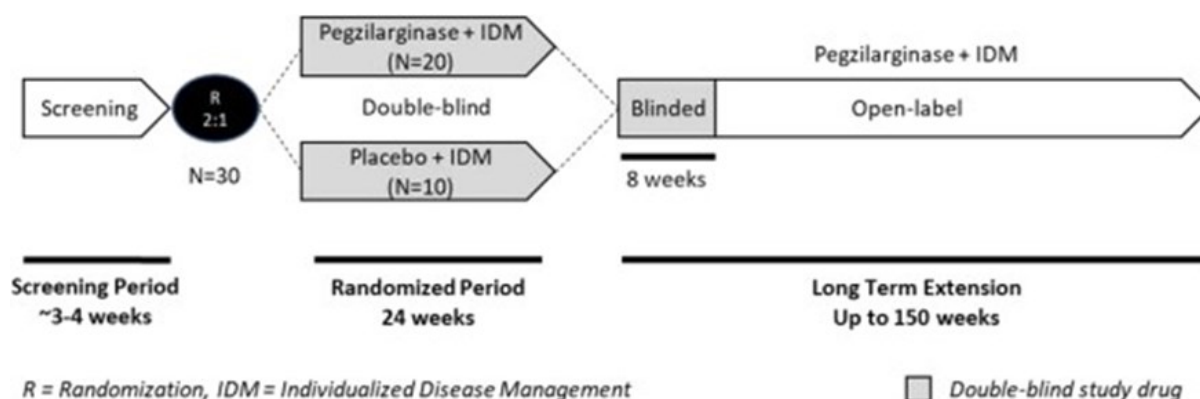 Pegzilarginase + IDM
(N=20)
Pegzilarginase + IDM
Screening
R
2:1
Double-blind
Blinded
Open-label
N=30
Placebo + IDM
(N=10)
8 weeks
Screening Period
~3-4 weeks
Randomized Period
24 weeks
Long Term Extension
Up to 150 weeks
R = Randomization, IDM = Individualized Disease Management
Double-blind study drug